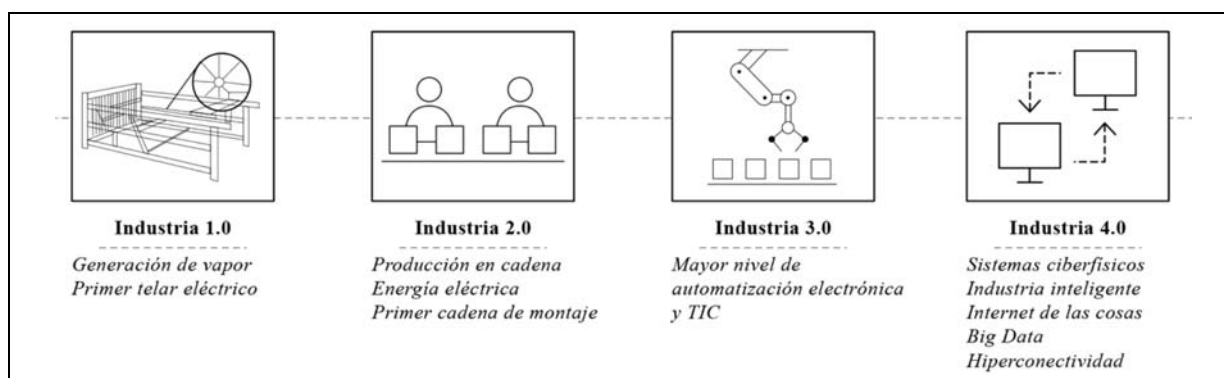 Industria 1.0
Generación de vapor
Primer telar eléctrico
Industria 2.0
Producción en cadena
Energía eléctrica
Primer cadena de montaje
Industria 3.0
Mayor nivel de
automatización electrónica
y TIC
Industria 4.0
Sistemas ciberfísicos
Industria inteligente
Internet de las cosas
Big Data
Hiperconectividad